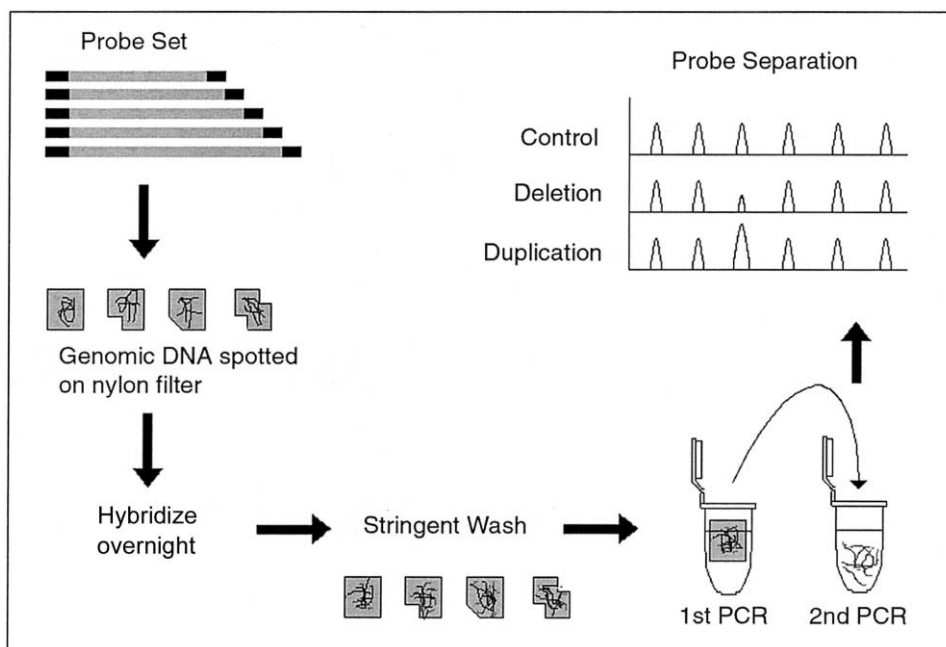 Probe Set
Genomic DNA spotted
on nylon filter
Hybridize
overnight
Stringent Wash
1st PCR
2nd PCR
Probe Separation
Control
Deletion
Duplication